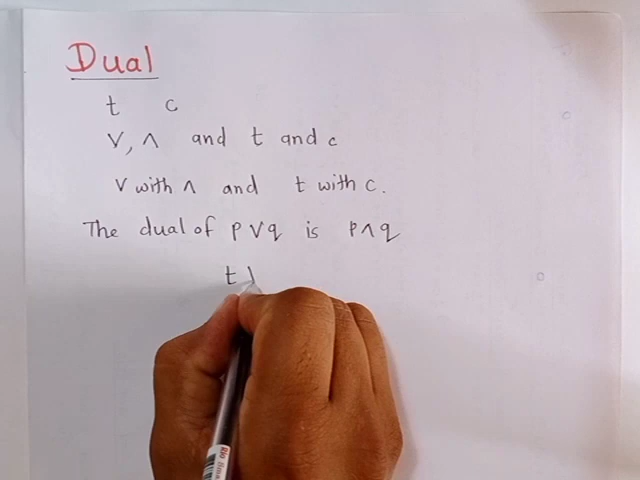 Dual
t c
∨, ∧ and t and c
∨ with ∧ and t with c.
The dual of p ∨ q is p ∧ q
t